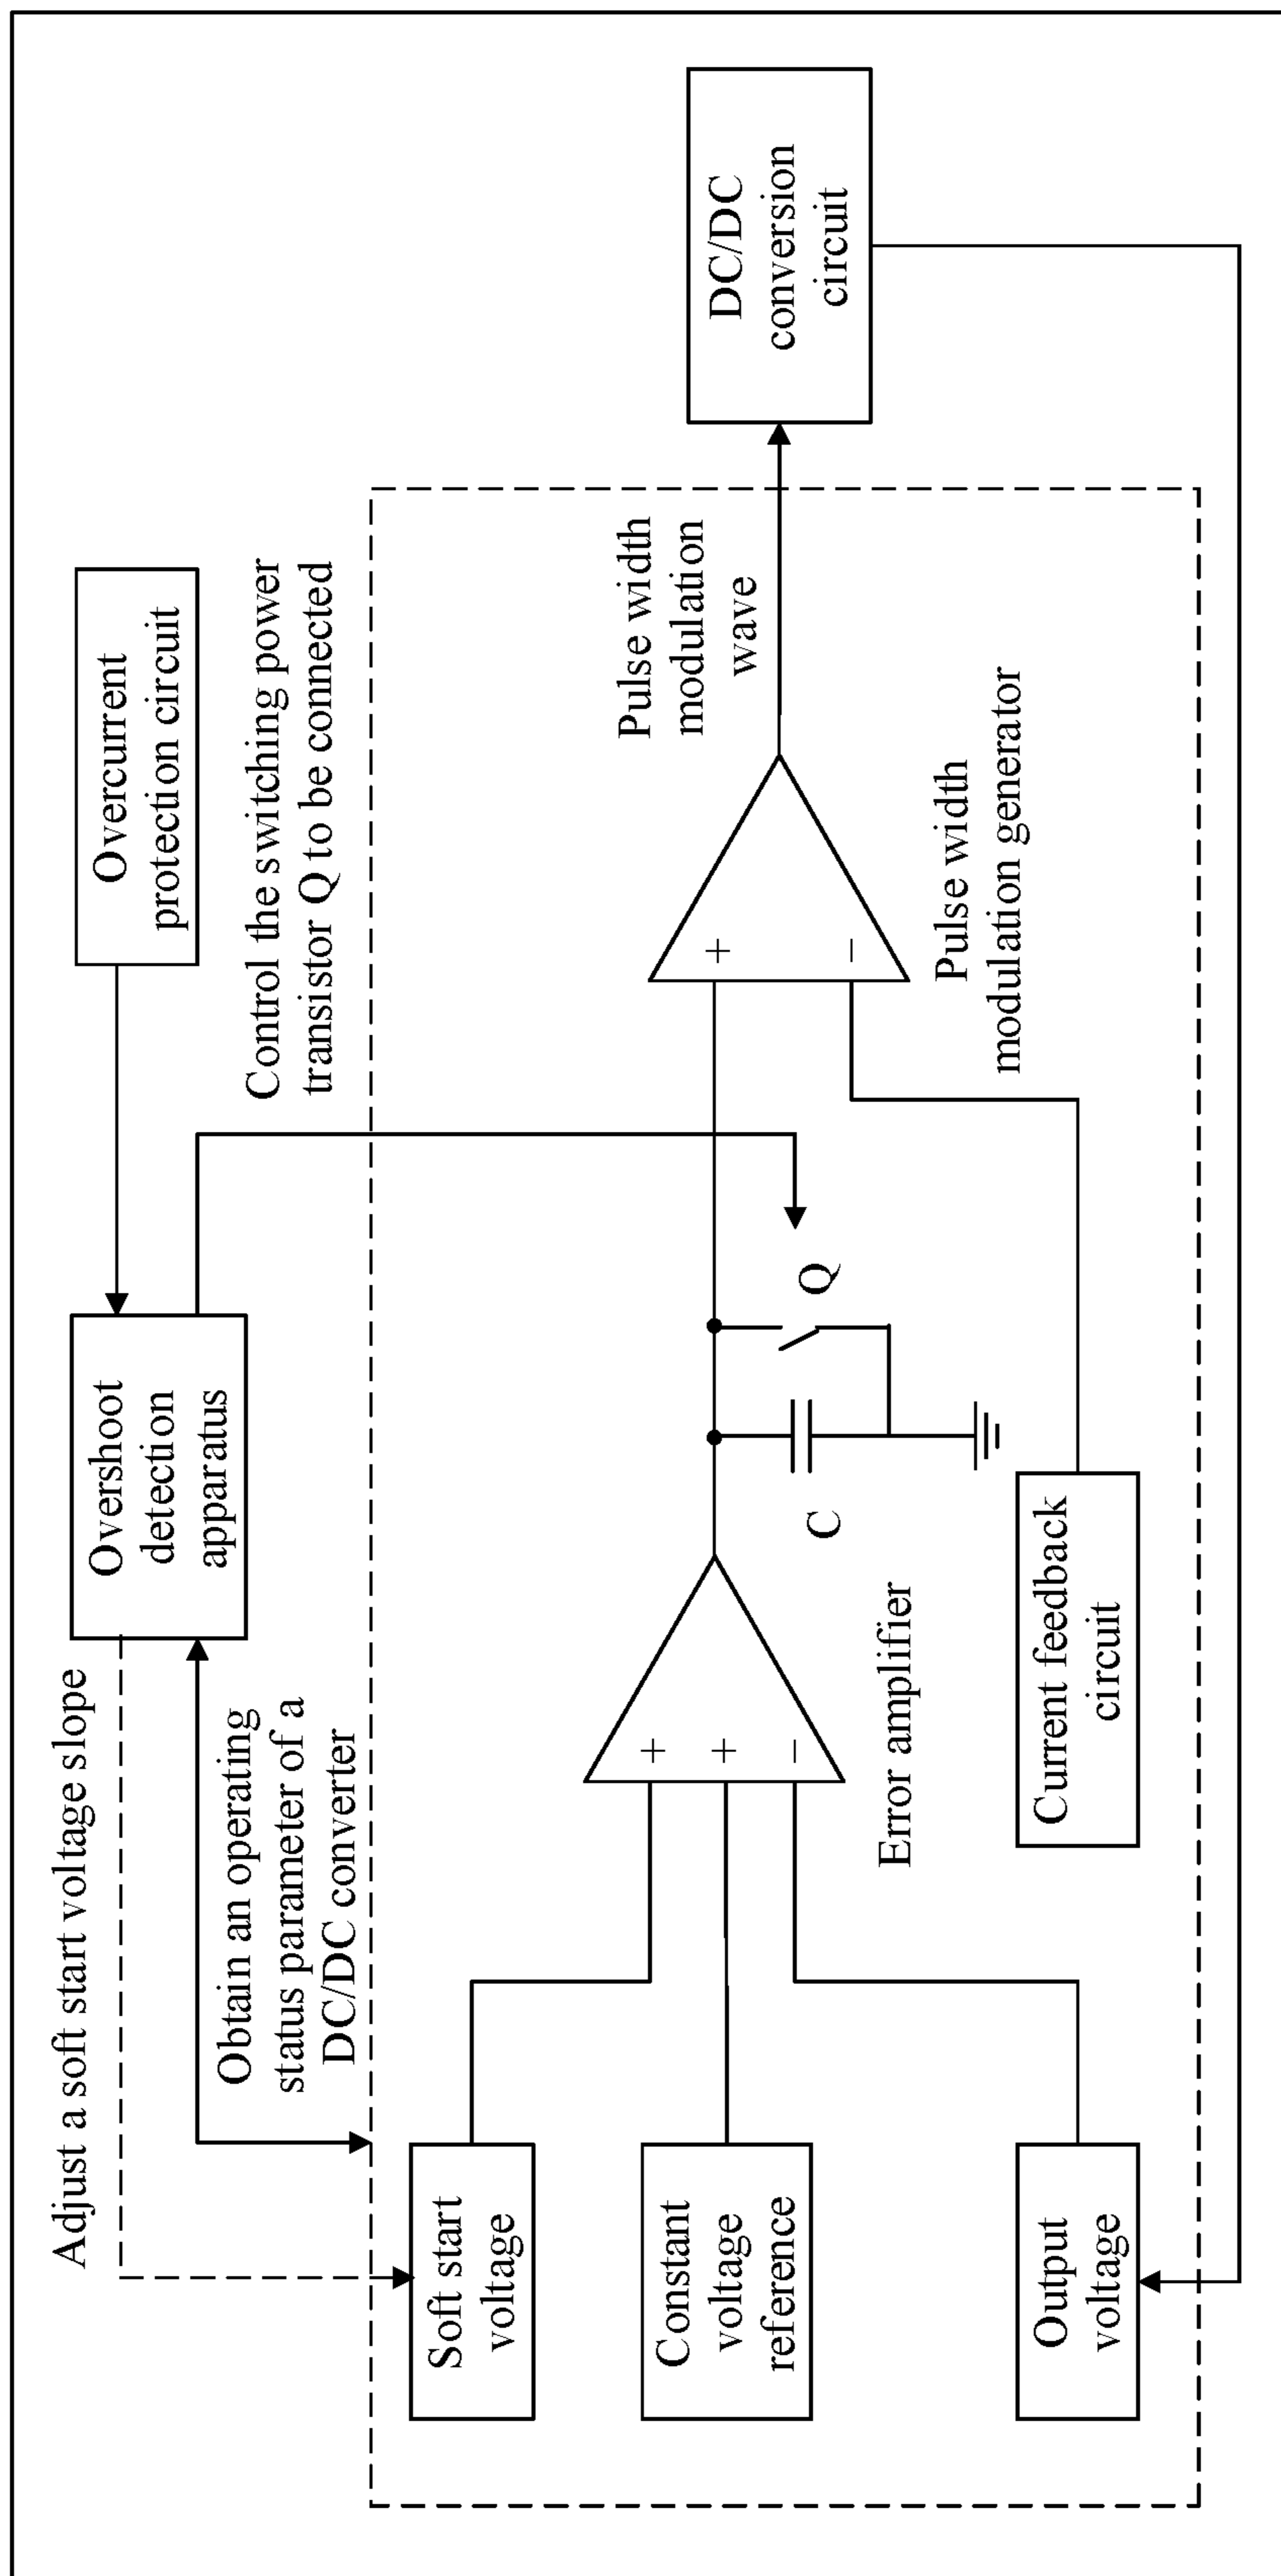 Adjust a soft start voltage slope
Overshoot
detection
apparatus
Overcurrent
protection circuit
Obtain an operating
status parameter of a
DC/DC converter
Control the switching power
transistor Q to be connected
Soft start
voltage
Constant
voltage
reference
Output
voltage
+
+
−
Error amplifier
C
Q
Current feedback
circuit
+
−
Pulse width
modulation generator
Pulse width
modulation
wave
DC/DC
conversion
circuit